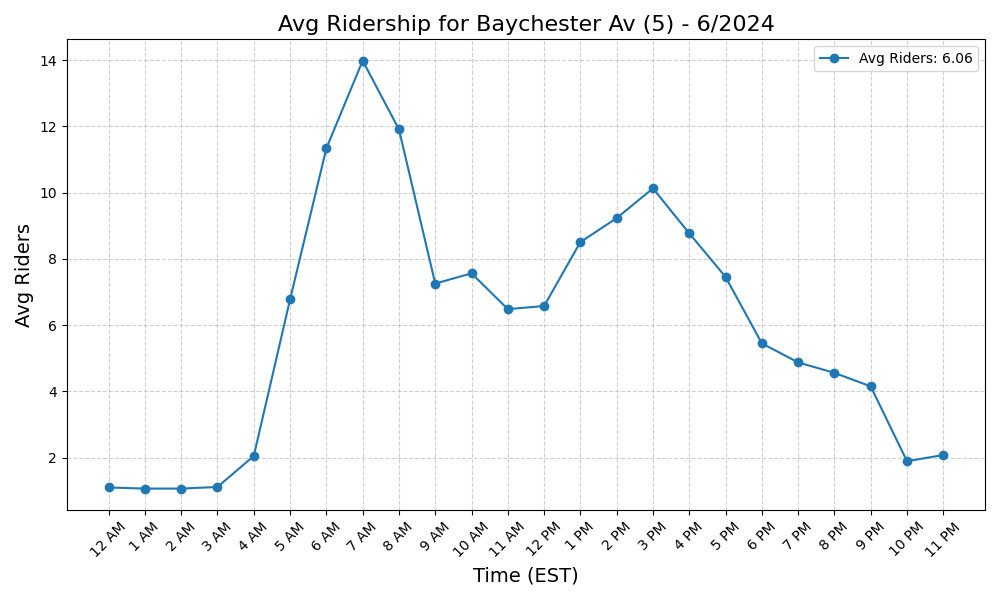 Avg Ridership for Baychester Av (5) - 6/2024
Avg Riders: 6.06
Avg Riders
14
12
10
8
6
4
2
12 AM
1 AM
2 AM
3 AM
4 AM
5 AM
6 AM
7 AM
8 AM
9 AM
10 AM
11 AM
12 PM
1 PM
2 PM
3 PM
4 PM
5 PM
6 PM
7 PM
8 PM
9 PM
10 PM
11 PM
Time (EST)